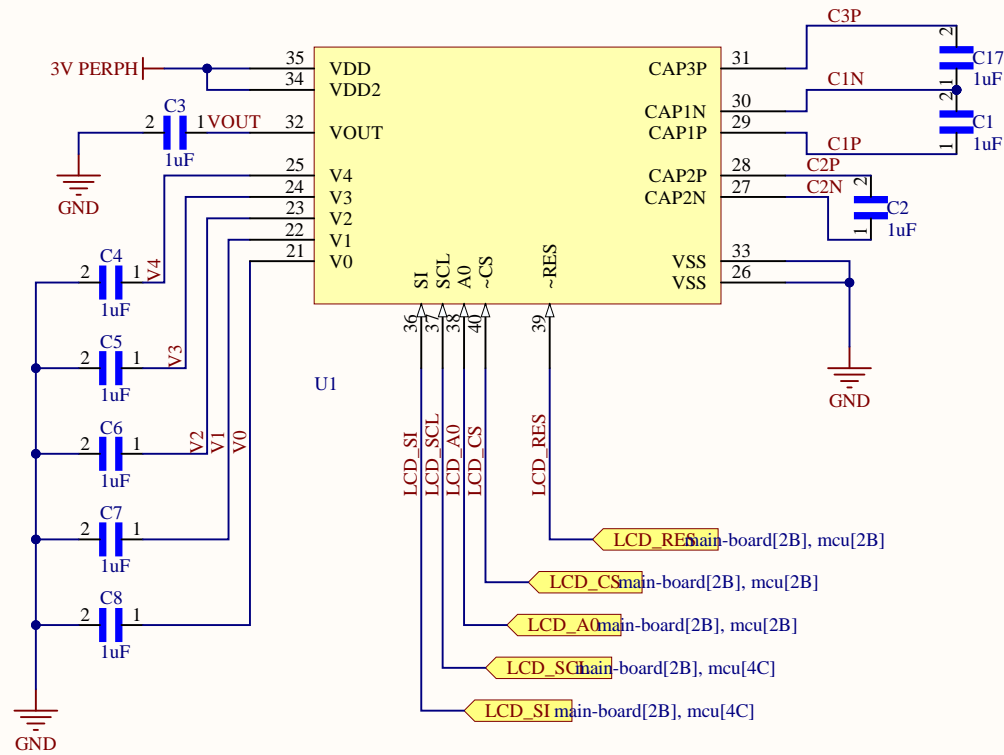 C3P
3V PERPH
35 VDD
34 VDD2
CAP3P 31
2 C17
1 1uF
C3
2 1 VOUT
1uF
32 VOUT
CAP1N 30 C1N
CAP1P 29 C1P
2 C1
1 1uF
GND
25 V4
24 V3
23 V2
22 V1
21 V0
CAP2P 28 C2P
CAP2N 27 C2N
2 C2
1 1uF
VSS 33
VSS 26
GND
SI
SCL
A0
~CS
~RES
36
37
38
40
39
U1
C4
2 1 V4
1uF
C5
2 1 V3
1uF
C6
2 1 V2 V1 V0
1uF
C7
2 1
1uF
C8
2 1
1uF
GND
LCD_SI
LCD_SCL
LCD_A0
LCD_CS
LCD_RES
LCD_RES main-board[2B], mcu[2B]
LCD_CS main-board[2B], mcu[2B]
LCD_A0 main-board[2B], mcu[2B]
LCD_SCL main-board[2B], mcu[4C]
LCD_SI main-board[2B], mcu[4C]